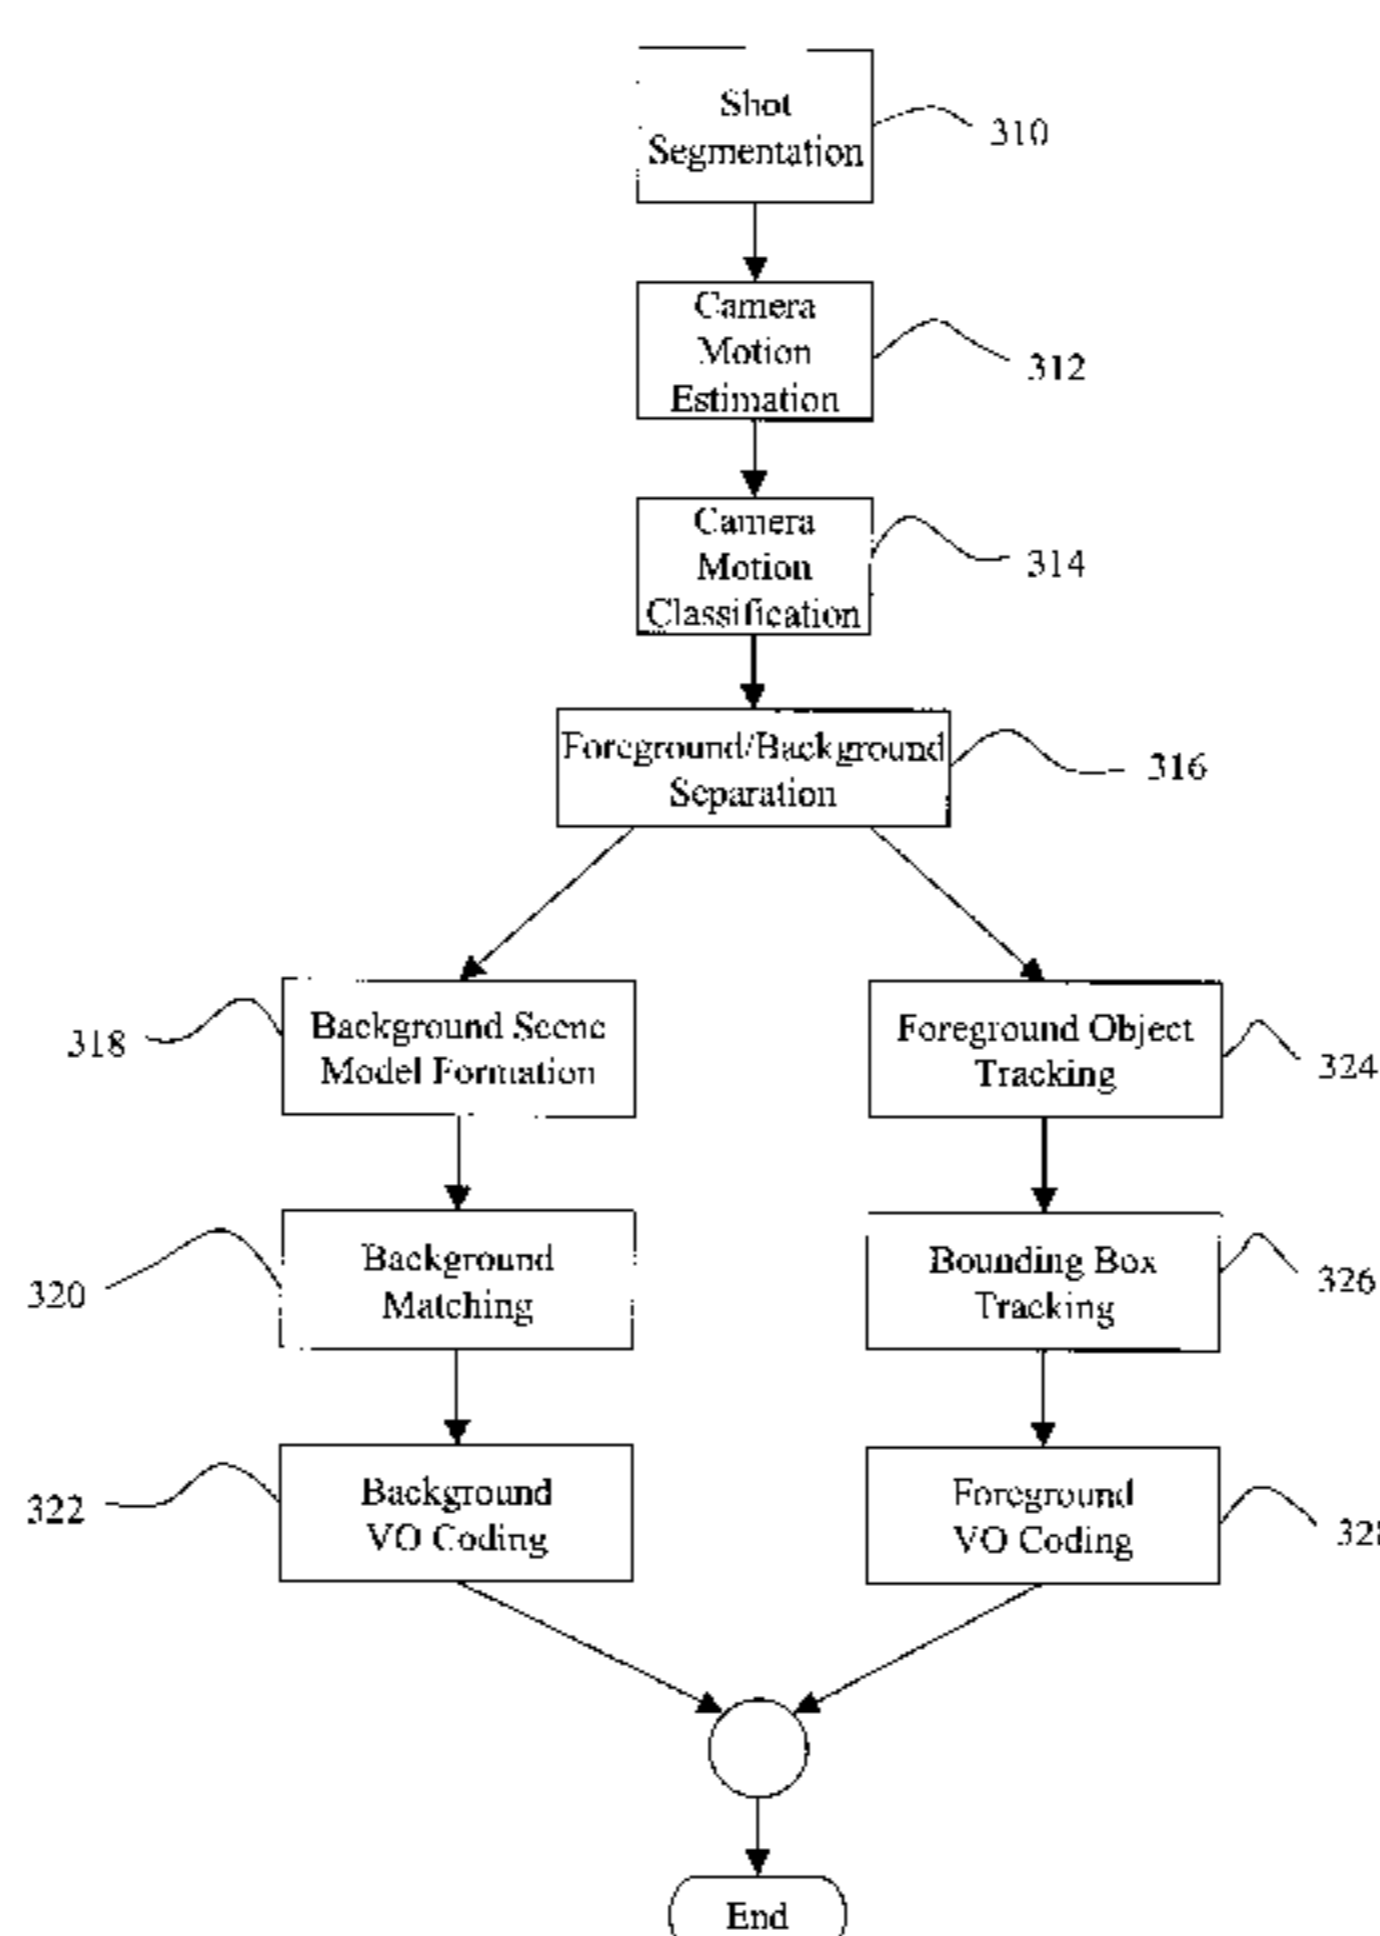 Shot
Segmentation
310
Camera
Motion
Estimation
312
Camera
Motion
Classification
314
Foreground/Background
Separation
316
318
Background Scene
Model Formation
Foreground Object
Tracking
324
320
Background
Matching
Bounding Box
Tracking
326
322
Background
VO Coding
Foreground
VO Coding
328
End